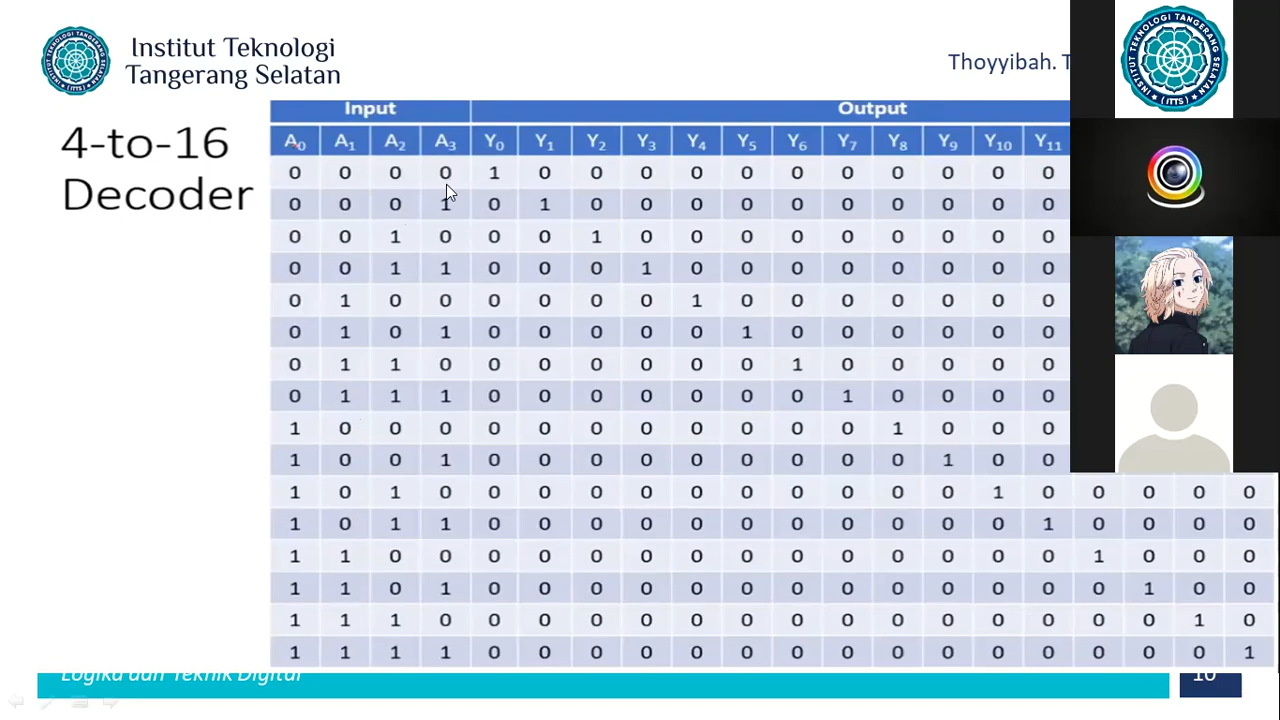 Institut Teknologi
Tangerang Selatan
Thoyyibah. T
INSTITUT TEKNOLOGI TANGERANG SELATAN
(ITTS)
4-to-16
Decoder
Input Output
A₀ A₁ A₂ A₃ Y₀ Y₁ Y₂ Y₃ Y₄ Y₅ Y₆ Y₇ Y₈ Y₉ Y₁₀ Y₁₁
0 0 0 0 1 0 0 0 0 0 0 0 0 0 0 0
0 0 0 1 0 1 0 0 0 0 0 0 0 0 0 0
0 0 1 0 0 0 1 0 0 0 0 0 0 0 0 0
0 0 1 1 0 0 0 1 0 0 0 0 0 0 0 0
0 1 0 0 0 0 0 0 1 0 0 0 0 0 0 0
0 1 0 1 0 0 0 0 0 1 0 0 0 0 0 0
0 1 1 0 0 0 0 0 0 0 1 0 0 0 0 0
0 1 1 1 0 0 0 0 0 0 0 1 0 0 0 0
1 0 0 0 0 0 0 0 0 0 0 0 1 0 0 0
1 0 0 1 0 0 0 0 0 0 0 0 0 1 0 0
1 0 1 0 0 0 0 0 0 0 0 0 0 0 1 0 0 0 0 0
1 0 1 1 0 0 0 0 0 0 0 0 0 0 0 1 0 0 0 0
1 1 0 0 0 0 0 0 0 0 0 0 0 0 0 0 1 0 0 0
1 1 0 1 0 0 0 0 0 0 0 0 0 0 0 0 0 1 0 0
1 1 1 0 0 0 0 0 0 0 0 0 0 0 0 0 0 0 1 0
1 1 1 1 0 0 0 0 0 0 0 0 0 0 0 0 0 0 0 1
Logika dan Teknik Digital
10